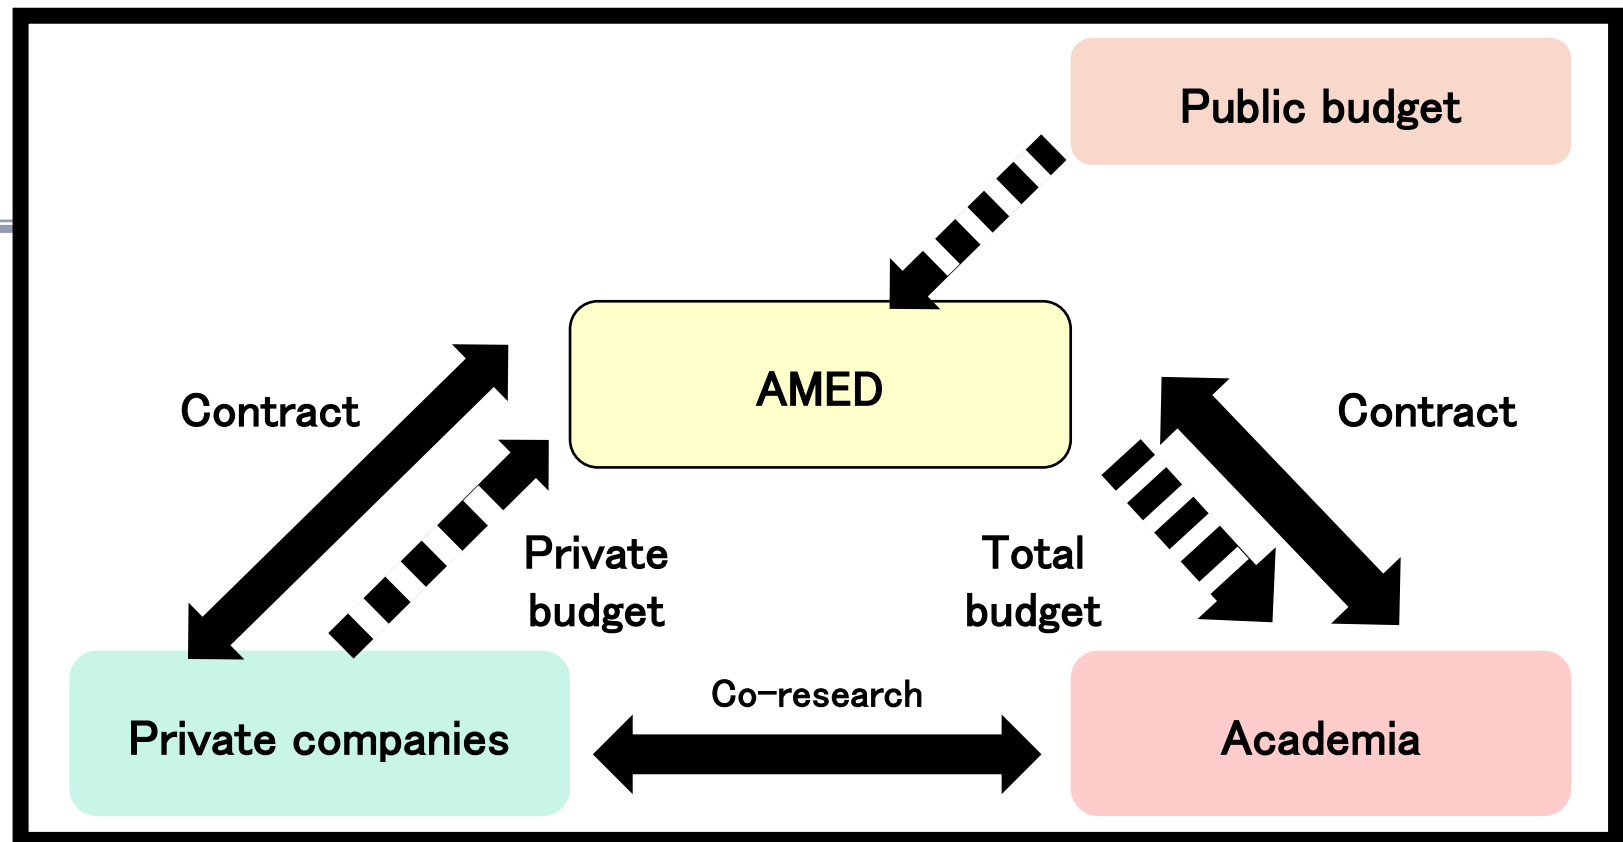 Public budget
AMED
Contract
Contract
Private
budget
Total
budget
Co-research
Private companies
Academia